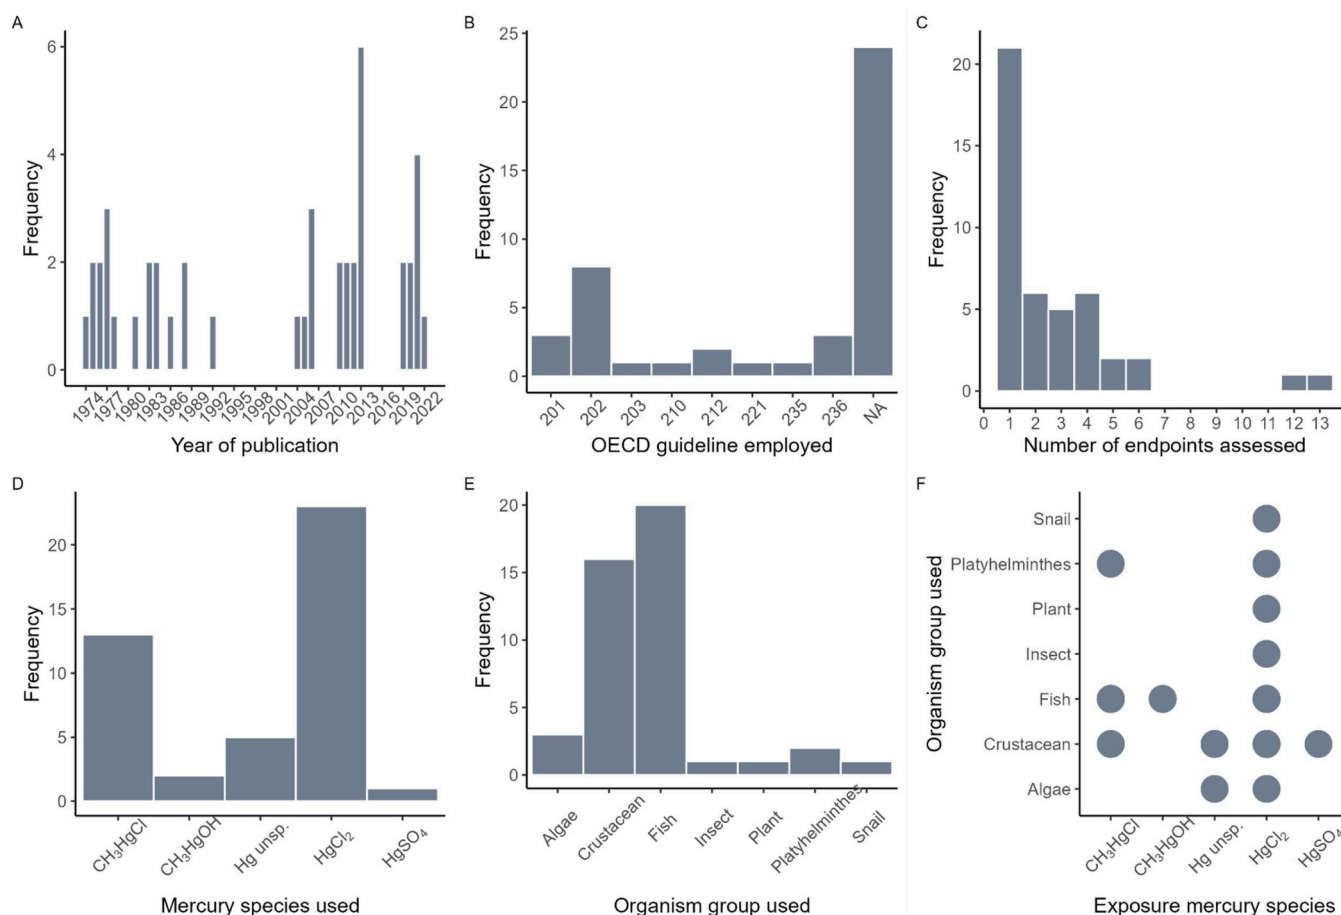 A
Frequency
6
4
2
0
1974
1977
1980
1983
1986
1989
1992
1995
1998
2001
2004
2007
2010
2013
2016
2019
2022
Year of publication
B
Frequency
25
20
15
10
5
0
201
202
203
210
212
221
235
236
NA
OECD guideline employed
C
Frequency
20
15
10
5
0
0
1
2
3
4
5
6
7
8
9
10
11
12
13
Number of endpoints assessed
D
Frequency
20
15
10
5
0
CH₃HgCl
CH₃HgOH
Hg unsp.
HgCl₂
HgSO₄
Mercury species used
E
Frequency
20
15
10
5
0
Algae
Crustacean
Fish
Insect
Plant
Platyhelminthes
Snail
Organism group used
F
Organism group used
Snail
Platyhelminthes
Plant
Insect
Fish
Crustacean
Algae
CH₃HgCl
CH₃HgOH
Hg unsp.
HgCl₂
HgSO₄
Exposure mercury species